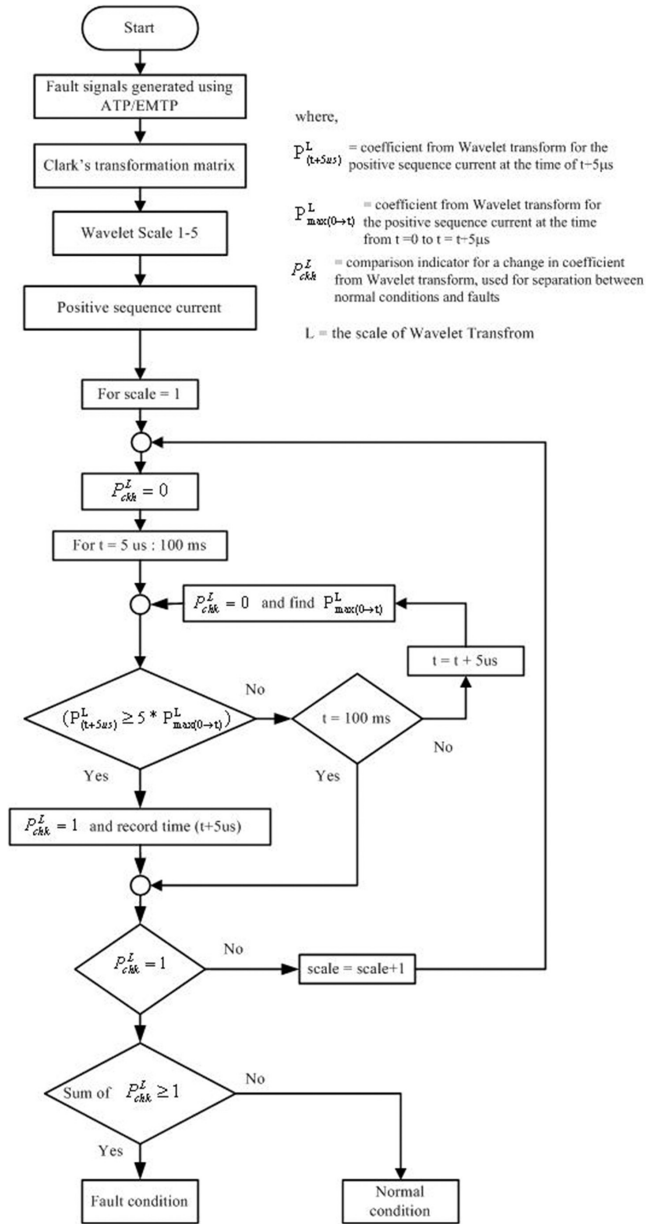 Start
Fault signals generated using
ATP/EMTP
Clark's transformation matrix
Wavelet Scale 1-5
Positive sequence current
where,
P^L_(t+5us) = coefficient from Wavelet transform for the
positive sequence current at the time of t+5μs
P^L_max(0→t) = coefficient from Wavelet transform for
the positive sequence current at the time
from t =0 to t = t+5μs
P^L_chk = comparison indicator for a change in coefficient
from Wavelet transform, used for separation between
normal conditions and faults
L = the scale of Wavelet Transfrom
For scale = 1
P^L_chk = 0
For t = 5 us : 100 ms
P^L_chk = 0 and find P^L_max(0→t)
t = t + 5us
(P^L_(t+5us) ≥ 5 * P^L_max(0→t))
No
t = 100 ms
No
Yes
Yes
P^L_chk = 1 and record time (t+5us)
P^L_chk = 1
No
scale = scale+1
Sum of P^L_chk ≥ 1
No
Yes
Fault condition
Normal
condition